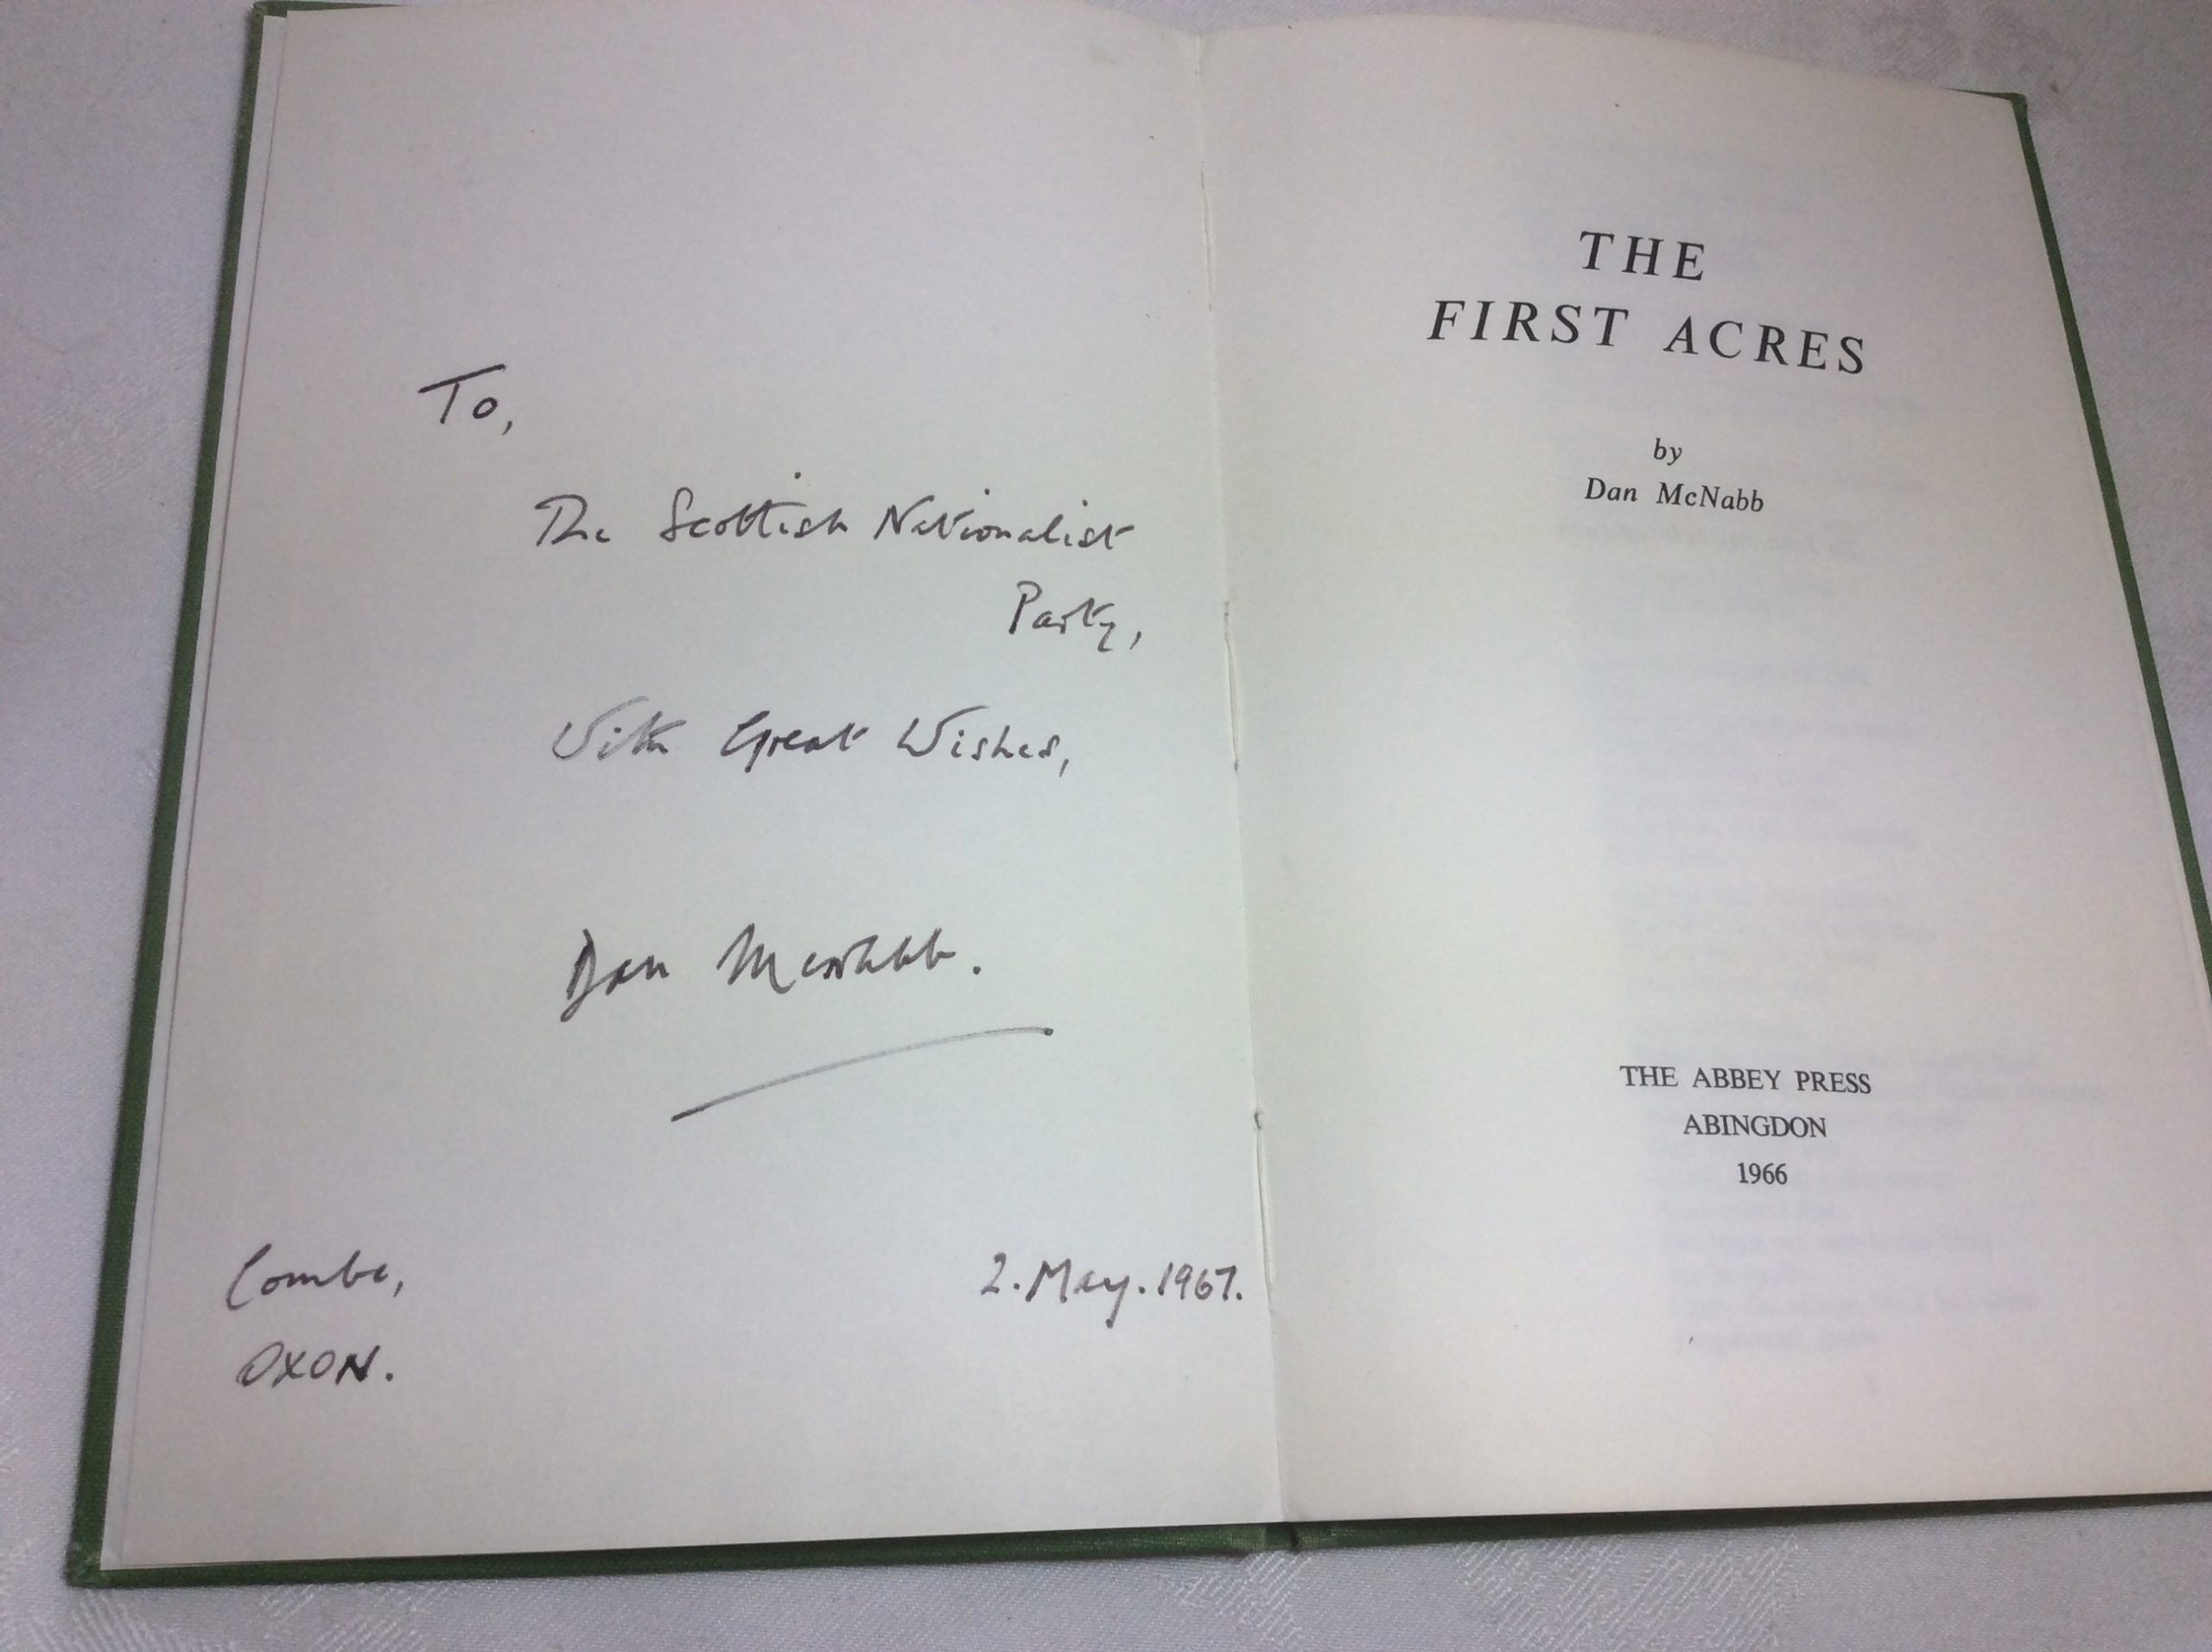 To,
The Scottish Nationalist
Party,
With Great Wishes,
Dan McNabb.
Combe,
OXON.
2. May. 1967.
THE
FIRST ACRES
by
Dan McNabb
THE ABBEY PRESS
ABINGDON
1966